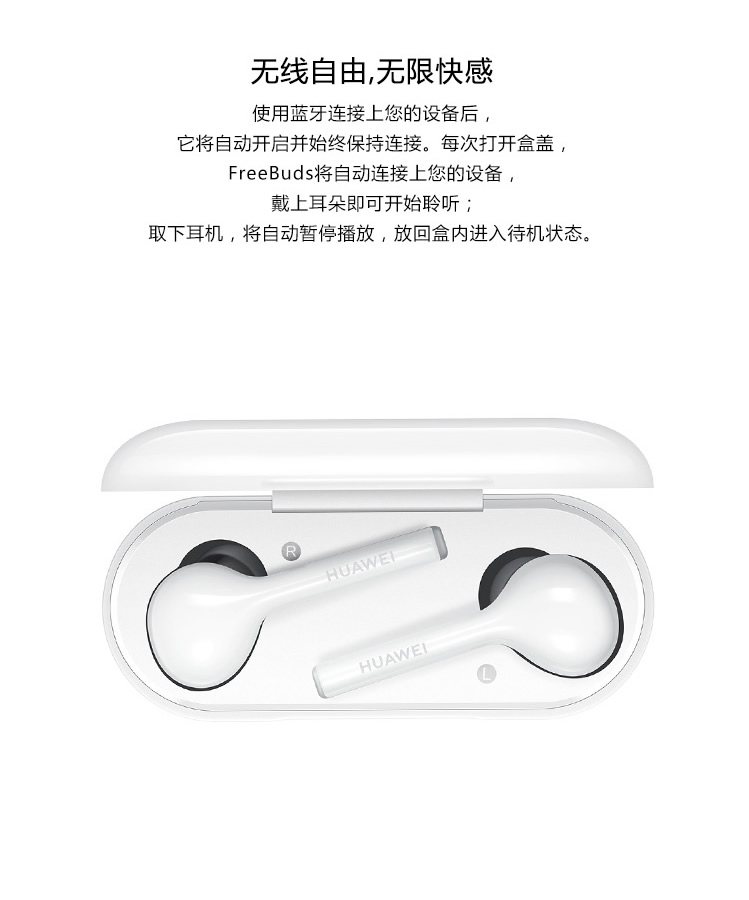 无线自由,无限快感
使用蓝牙连接上您的设备后，
它将自动开启并始终保持连接。每次打开盒盖，
FreeBuds将自动连接上您的设备，
戴上耳朵即可开始聆听；
取下耳机，将自动暂停播放，放回盒内进入待机状态。
R
HUAWEI
HUAWEI
L